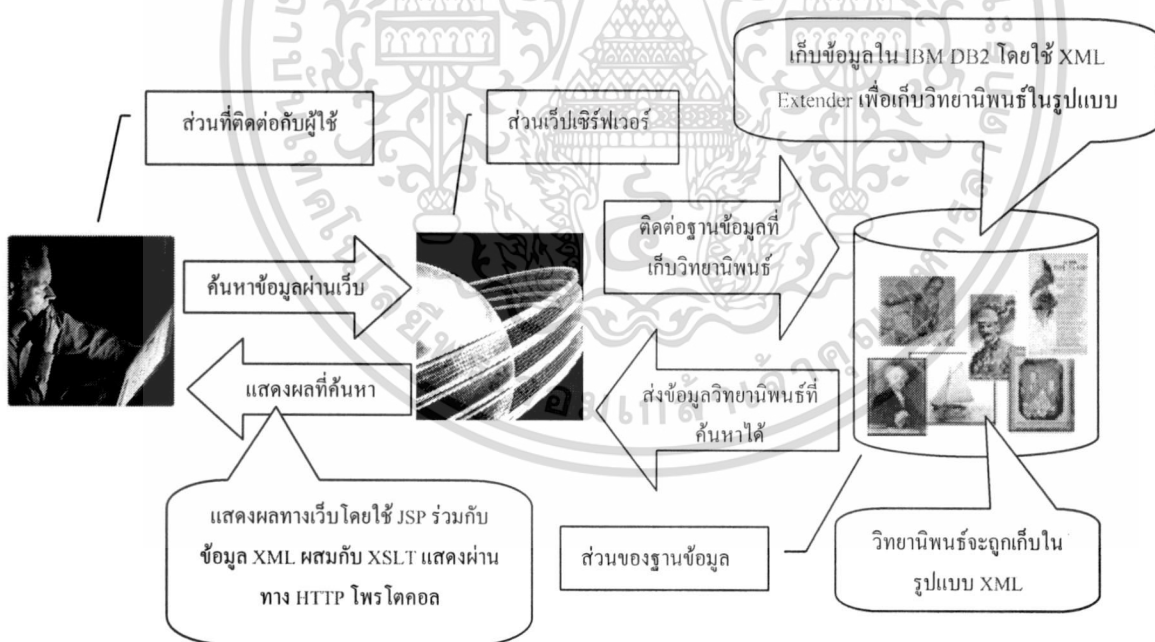 เก็บข้อมูลใน IBM DB2 โดยใช้ XML
Extender เพื่อเก็บวิทยานิพนธ์ในรูปแบบ
ส่วนที่ติดต่อกับผู้ใช้
ส่วนเว็ปเซิร์ฟเวอร์
ติดต่อฐานข้อมูลที่
เก็บวิทยานิพนธ์
ค้นหาข้อมูลผ่านเว็บ
แสดงผลที่ค้นหา
ส่งข้อมูลวิทยานิพนธ์ที่
ค้นหาได้
แสดงผลทางเว็บโดยใช้ JSP ร่วมกับ
ข้อมูล XML ผสมกับ XSLT แสดงผ่าน
ทาง HTTP โพรโตคอล
ส่วนของฐานข้อมูล
วิทยานิพนธ์จะถูกเก็บใน
รูปแบบ XML